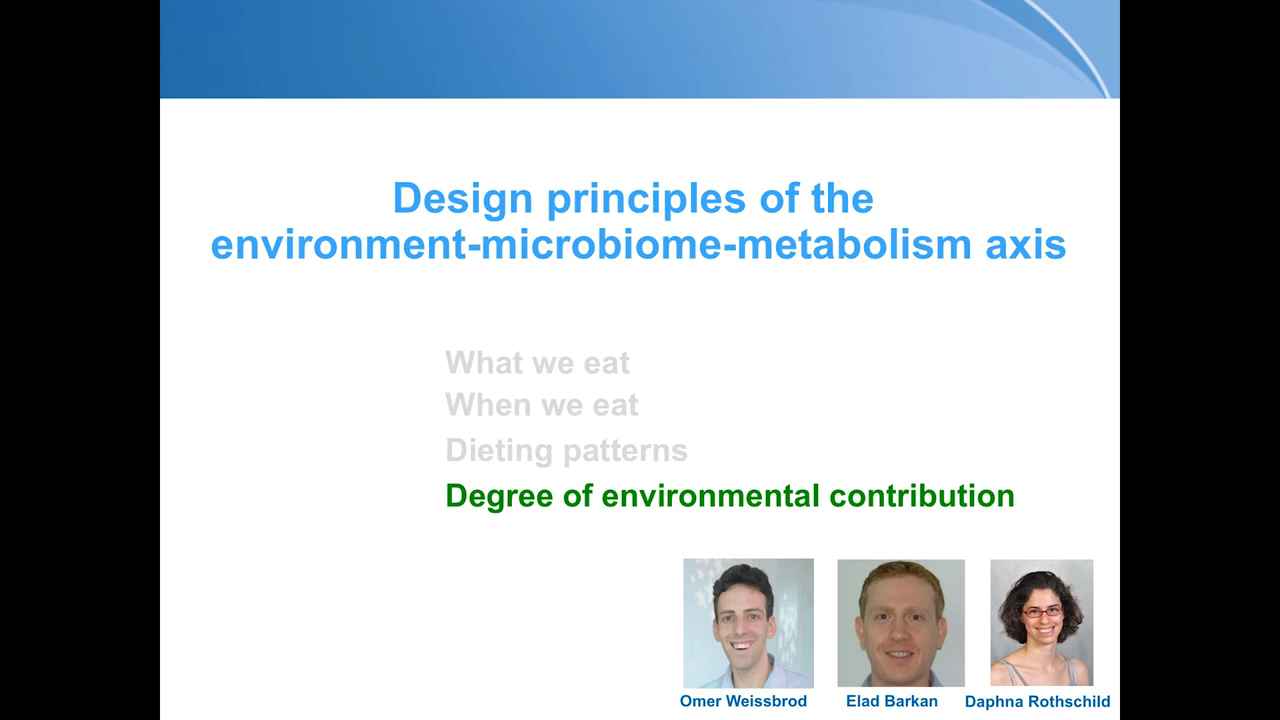 Design principles of the
environment-microbiome-metabolism axis
What we eat
When we eat
Dieting patterns
Degree of environmental contribution
Omer Weissbrod
Elad Barkan
Daphna Rothschild